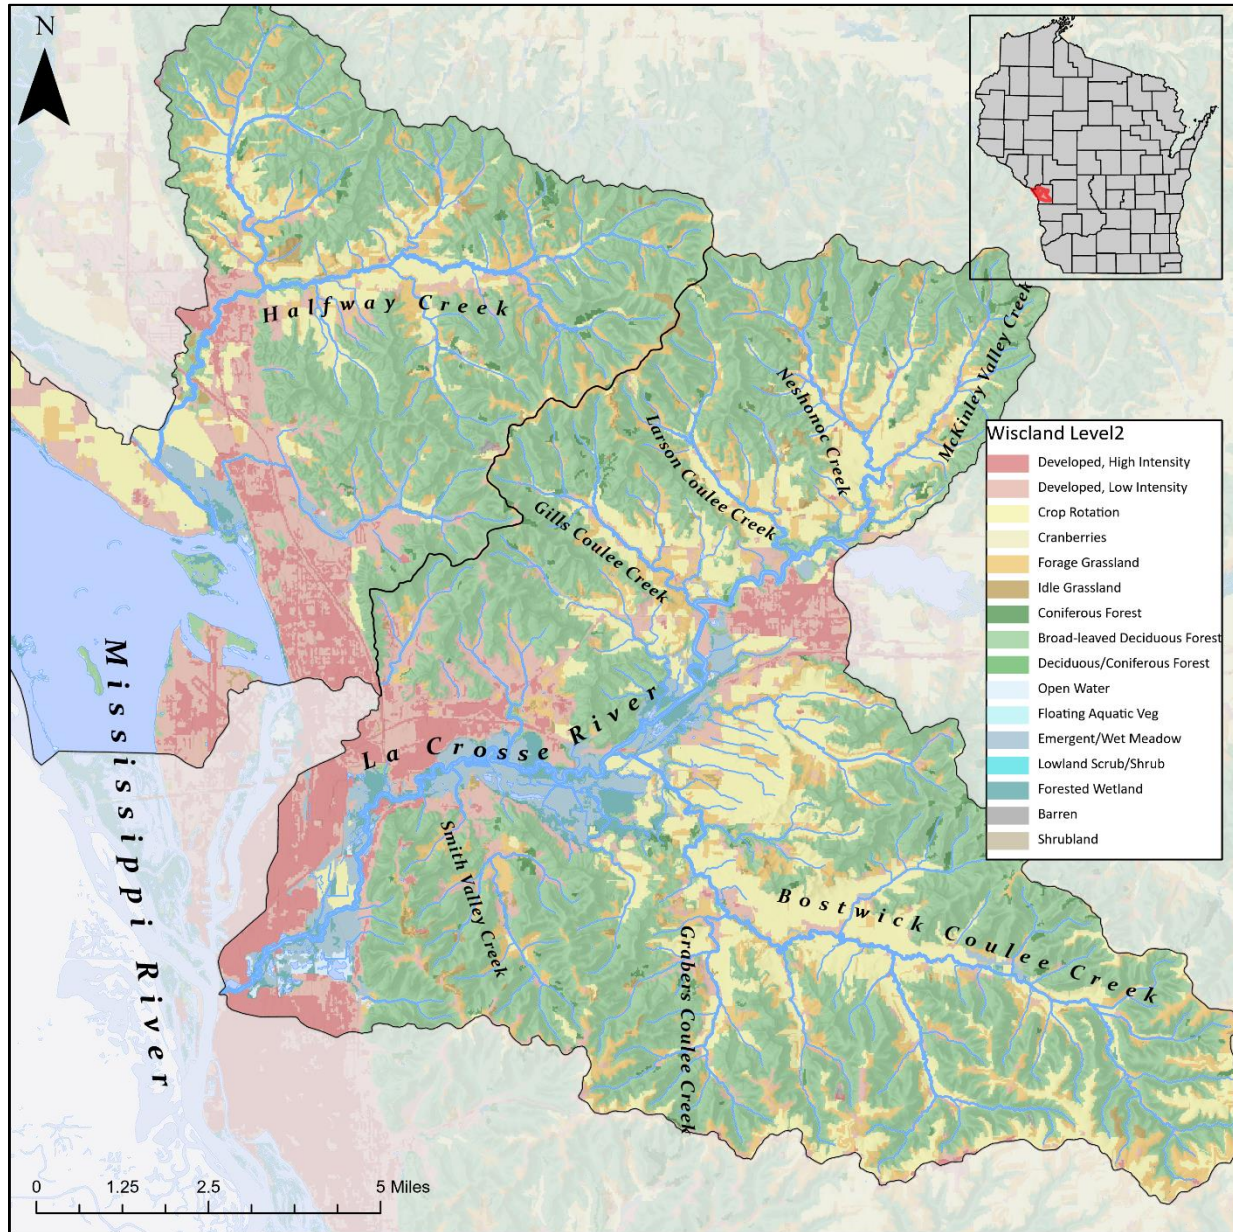 N
Halfway Creek
Neshonoc Creek
McKinley Valley Creek
Larson Coulee Creek
Gills Coulee Creek
Wiscland Level2
Developed, High Intensity
Developed, Low Intensity
Crop Rotation
Cranberries
Forage Grassland
Idle Grassland
Coniferous Forest
Broad-leaved Deciduous Forest
Deciduous/Coniferous Forest
Open Water
Floating Aquatic Veg
Emergent/Wet Meadow
Lowland Scrub/Shrub
Forested Wetland
Barren
Shrubland
Mississippi River
La Crosse River
Smith Valley Creek
Grabers Coulee Creek
Bostwick Coulee Creek
0 1.25 2.5 5 Miles